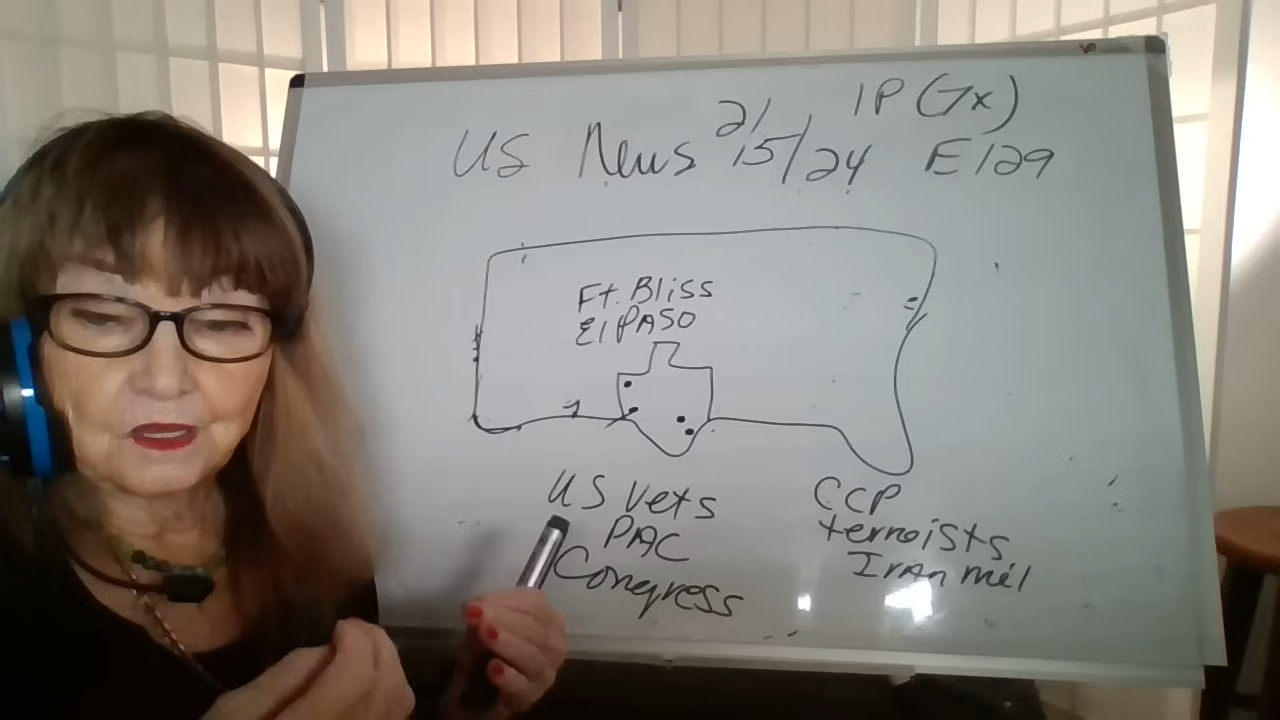 IP (7x)
US News 2/15/24 E129
Ft. Bliss
El PASO
US Vets
PAC
Congress
CCP
terroists
Iran mil